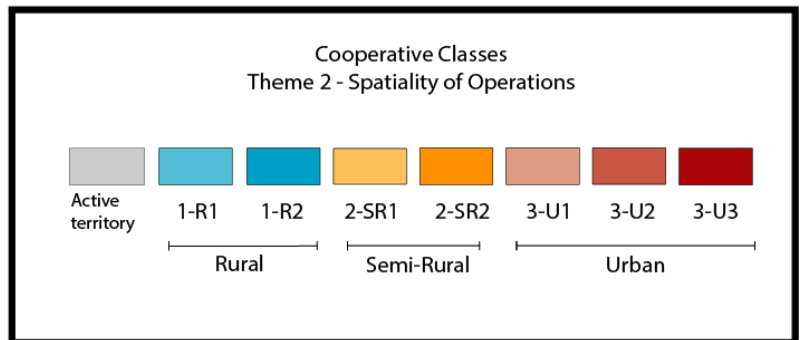 Cooperative Classes
Theme 2 - Spatiality of Operations
Active
territory
1-R1
1-R2
2-SR1
2-SR2
3-U1
3-U2
3-U3
Rural
Semi-Rural
Urban